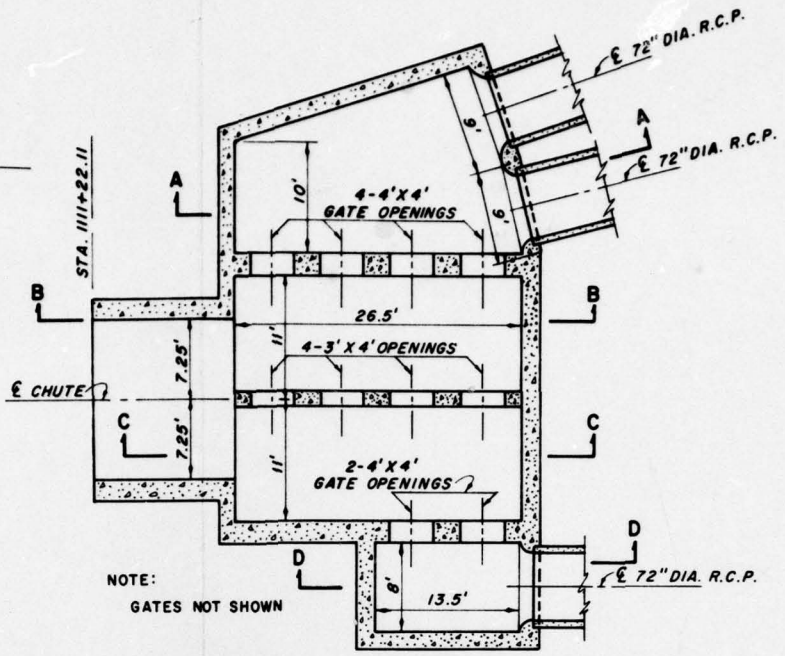 ℄ 72" DIA. R.C.P.
A
℄ 72" DIA. R.C.P.
9'
9'
STA. 1111+22.11
A
10'
4-4'X4'
GATE OPENINGS
B
B
26.5'
11'
7.25'
4-3'X4' OPENINGS
℄ CHUTE
C
C
7.25'
11'
2-4'X4'
GATE OPENINGS
D
D
℄ 72" DIA. R.C.P.
8'
13.5'
NOTE:
GATES NOT SHOWN